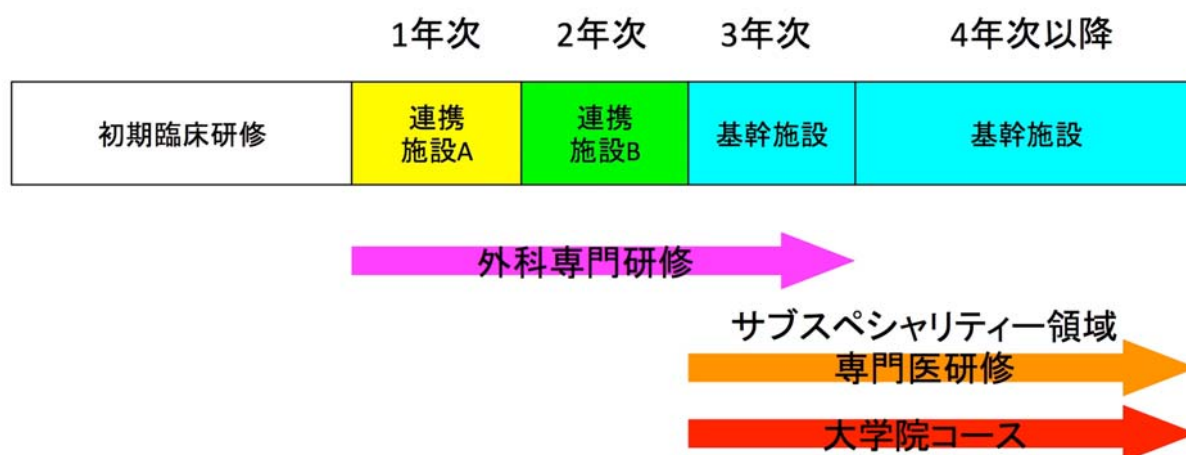 1年次 2年次 3年次 4年次以降
初期臨床研修
連携
施設A
連携
施設B
基幹施設
基幹施設
外科専門研修
サブスペシャリティー領域
専門医研修
大学院コース